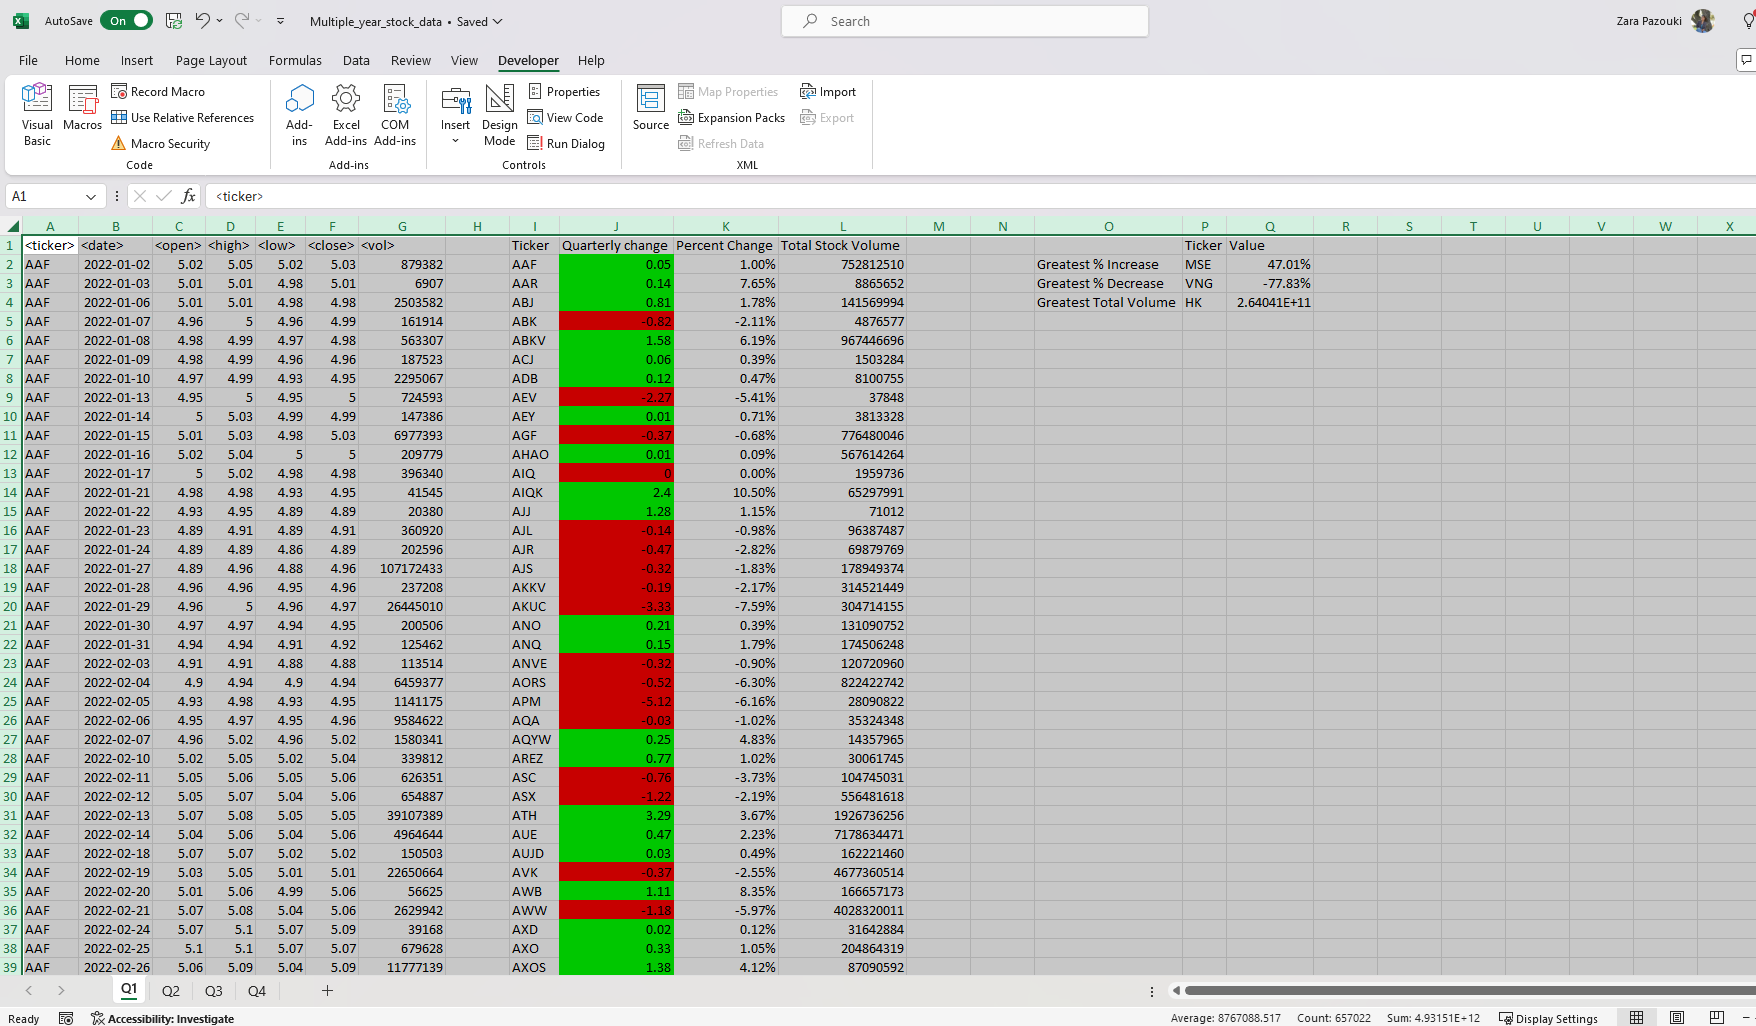 AutoSave On Multiple_year_stock_data • Saved Search Zara Pazouki
File Home Insert Page Layout Formulas Data Review View Developer Help
Visual Basic
Macros
Record Macro
Use Relative References
Macro Security
Code
Add-ins
Excel Add-ins
COM Add-ins
Add-ins
Insert
Design Mode
Properties
View Code
Run Dialog
Controls
Source
Map Properties
Expansion Packs
Refresh Data
Import
Export
XML
A1 fx <ticker>
A B C D E F G H I J K L M N O P Q R S T U V W X
1 <ticker> <date> <open> <high> <low> <close> <vol> Ticker Quarterly change Percent Change Total Stock Volume Ticker Value
2 AAF 2022-01-02 5.02 5.05 5.02 5.03 879382 AAF 0.05 1.00% 752812510 Greatest % Increase MSE 47.01%
3 AAF 2022-01-03 5.01 5.01 4.98 5.01 6907 AAR 0.14 7.65% 8865652 Greatest % Decrease VNG -77.83%
4 AAF 2022-01-06 5.01 5.01 4.98 4.98 2503582 ABJ 0.81 1.78% 141569994 Greatest Total Volume HK 2.64041E+11
5 AAF 2022-01-07 4.96 5 4.96 4.99 161914 ABK -0.82 -2.11% 4876577
6 AAF 2022-01-08 4.98 4.99 4.97 4.98 563307 ABKV 1.58 6.19% 967446696
7 AAF 2022-01-09 4.98 4.99 4.96 4.96 187523 ACJ 0.06 0.39% 1503284
8 AAF 2022-01-10 4.97 4.99 4.93 4.95 2295067 ADB 0.12 0.47% 8100755
9 AAF 2022-01-13 4.95 5 4.95 5 724593 AEV -2.27 -5.41% 37848
10 AAF 2022-01-14 5 5.03 4.99 4.99 147386 AEY 0.01 0.71% 3813328
11 AAF 2022-01-15 5.01 5.03 4.98 5.03 6977393 AGF -0.37 -0.68% 776480046
12 AAF 2022-01-16 5.02 5.04 5 5 209779 AHAO 0.01 0.09% 567614264
13 AAF 2022-01-17 5 5.02 4.98 4.98 396340 AIQ 0 0.00% 1959736
14 AAF 2022-01-21 4.98 4.98 4.93 4.95 41545 AIQK 2.4 10.50% 65297991
15 AAF 2022-01-22 4.93 4.95 4.89 4.89 20380 AJJ 1.28 1.15% 71012
16 AAF 2022-01-23 4.89 4.91 4.89 4.91 360920 AJL -0.14 -0.98% 96387487
17 AAF 2022-01-24 4.89 4.89 4.86 4.89 202596 AJR -0.47 -2.82% 69879769
18 AAF 2022-01-27 4.89 4.96 4.88 4.96 107172433 AJS -0.32 -1.83% 178949374
19 AAF 2022-01-28 4.96 4.96 4.95 4.96 237208 AKKV -0.19 -2.17% 314521449
20 AAF 2022-01-29 4.96 5 4.96 4.97 26445010 AKUC -3.33 -7.59% 304714155
21 AAF 2022-01-30 4.97 4.97 4.94 4.95 200506 ANO 0.21 0.39% 131090752
22 AAF 2022-01-31 4.94 4.94 4.91 4.92 125462 ANQ 0.15 1.79% 174506248
23 AAF 2022-02-03 4.91 4.91 4.88 4.88 113514 ANVE -0.32 -0.90% 120720960
24 AAF 2022-02-04 4.9 4.94 4.9 4.94 6459377 AORS -0.52 -6.30% 822422742
25 AAF 2022-02-05 4.93 4.98 4.93 4.95 1141175 APM -5.12 -6.16% 28090822
26 AAF 2022-02-06 4.95 4.97 4.95 4.96 9584622 AQA -0.03 -1.02% 35324348
27 AAF 2022-02-07 4.96 5.02 4.96 5.02 1580341 AQYW 0.25 4.83% 14357965
28 AAF 2022-02-10 5.02 5.05 5.02 5.04 339812 AREZ 0.77 1.02% 30061745
29 AAF 2022-02-11 5.05 5.06 5.05 5.06 626351 ASC -0.76 -3.73% 104745031
30 AAF 2022-02-12 5.05 5.07 5.04 5.06 654887 ASX -1.22 -2.19% 556481618
31 AAF 2022-02-13 5.07 5.08 5.05 5.05 39107389 ATH 3.29 3.67% 1926736256
32 AAF 2022-02-14 5.04 5.06 5.04 5.06 4964644 AUE 0.47 2.23% 7178634471
33 AAF 2022-02-18 5.07 5.07 5.02 5.02 150503 AUJD 0.03 0.49% 162221460
34 AAF 2022-02-19 5.03 5.05 5.01 5.01 22650664 AVK -0.37 -2.55% 4677360514
35 AAF 2022-02-20 5.01 5.06 4.99 5.06 56625 AWB 1.11 8.35% 166657173
36 AAF 2022-02-21 5.07 5.08 5.04 5.06 2629942 AWW -1.18 -5.97% 4028320011
37 AAF 2022-02-24 5.07 5.1 5.07 5.09 39168 AXD 0.02 0.12% 31642884
38 AAF 2022-02-25 5.1 5.1 5.07 5.07 679628 AXO 0.33 1.05% 204864319
39 AAF 2022-02-26 5.06 5.09 5.04 5.09 11777139 AXOS 1.38 4.12% 87090592
Q1 Q2 Q3 Q4
Ready Accessibility: Investigate Average: 8767088.517 Count: 657022 Sum: 4.93151E+12 Display Settings